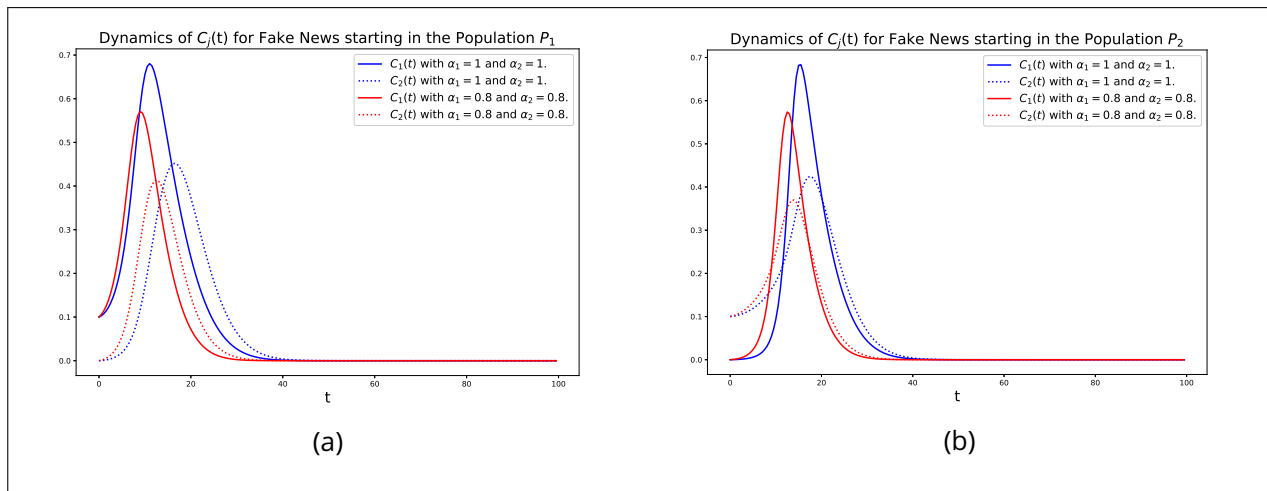 Dynamics of C_j(t) for Fake News starting in the Population P_1
0.7
0.6
0.5
0.4
0.3
0.2
0.1
0.0
C_1(t) with α_1 = 1 and α_2 = 1.
C_2(t) with α_1 = 1 and α_2 = 1.
C_1(t) with α_1 = 0.8 and α_2 = 0.8.
C_2(t) with α_1 = 0.8 and α_2 = 0.8.
0 20 40 60 80 100
t
(a)
Dynamics of C_j(t) for Fake News starting in the Population P_2
0.7
0.6
0.5
0.4
0.3
0.2
0.1
0.0
C_1(t) with α_1 = 1 and α_2 = 1.
C_2(t) with α_1 = 1 and α_2 = 1.
C_1(t) with α_1 = 0.8 and α_2 = 0.8.
C_2(t) with α_1 = 0.8 and α_2 = 0.8.
0 20 40 60 80 100
t
(b)